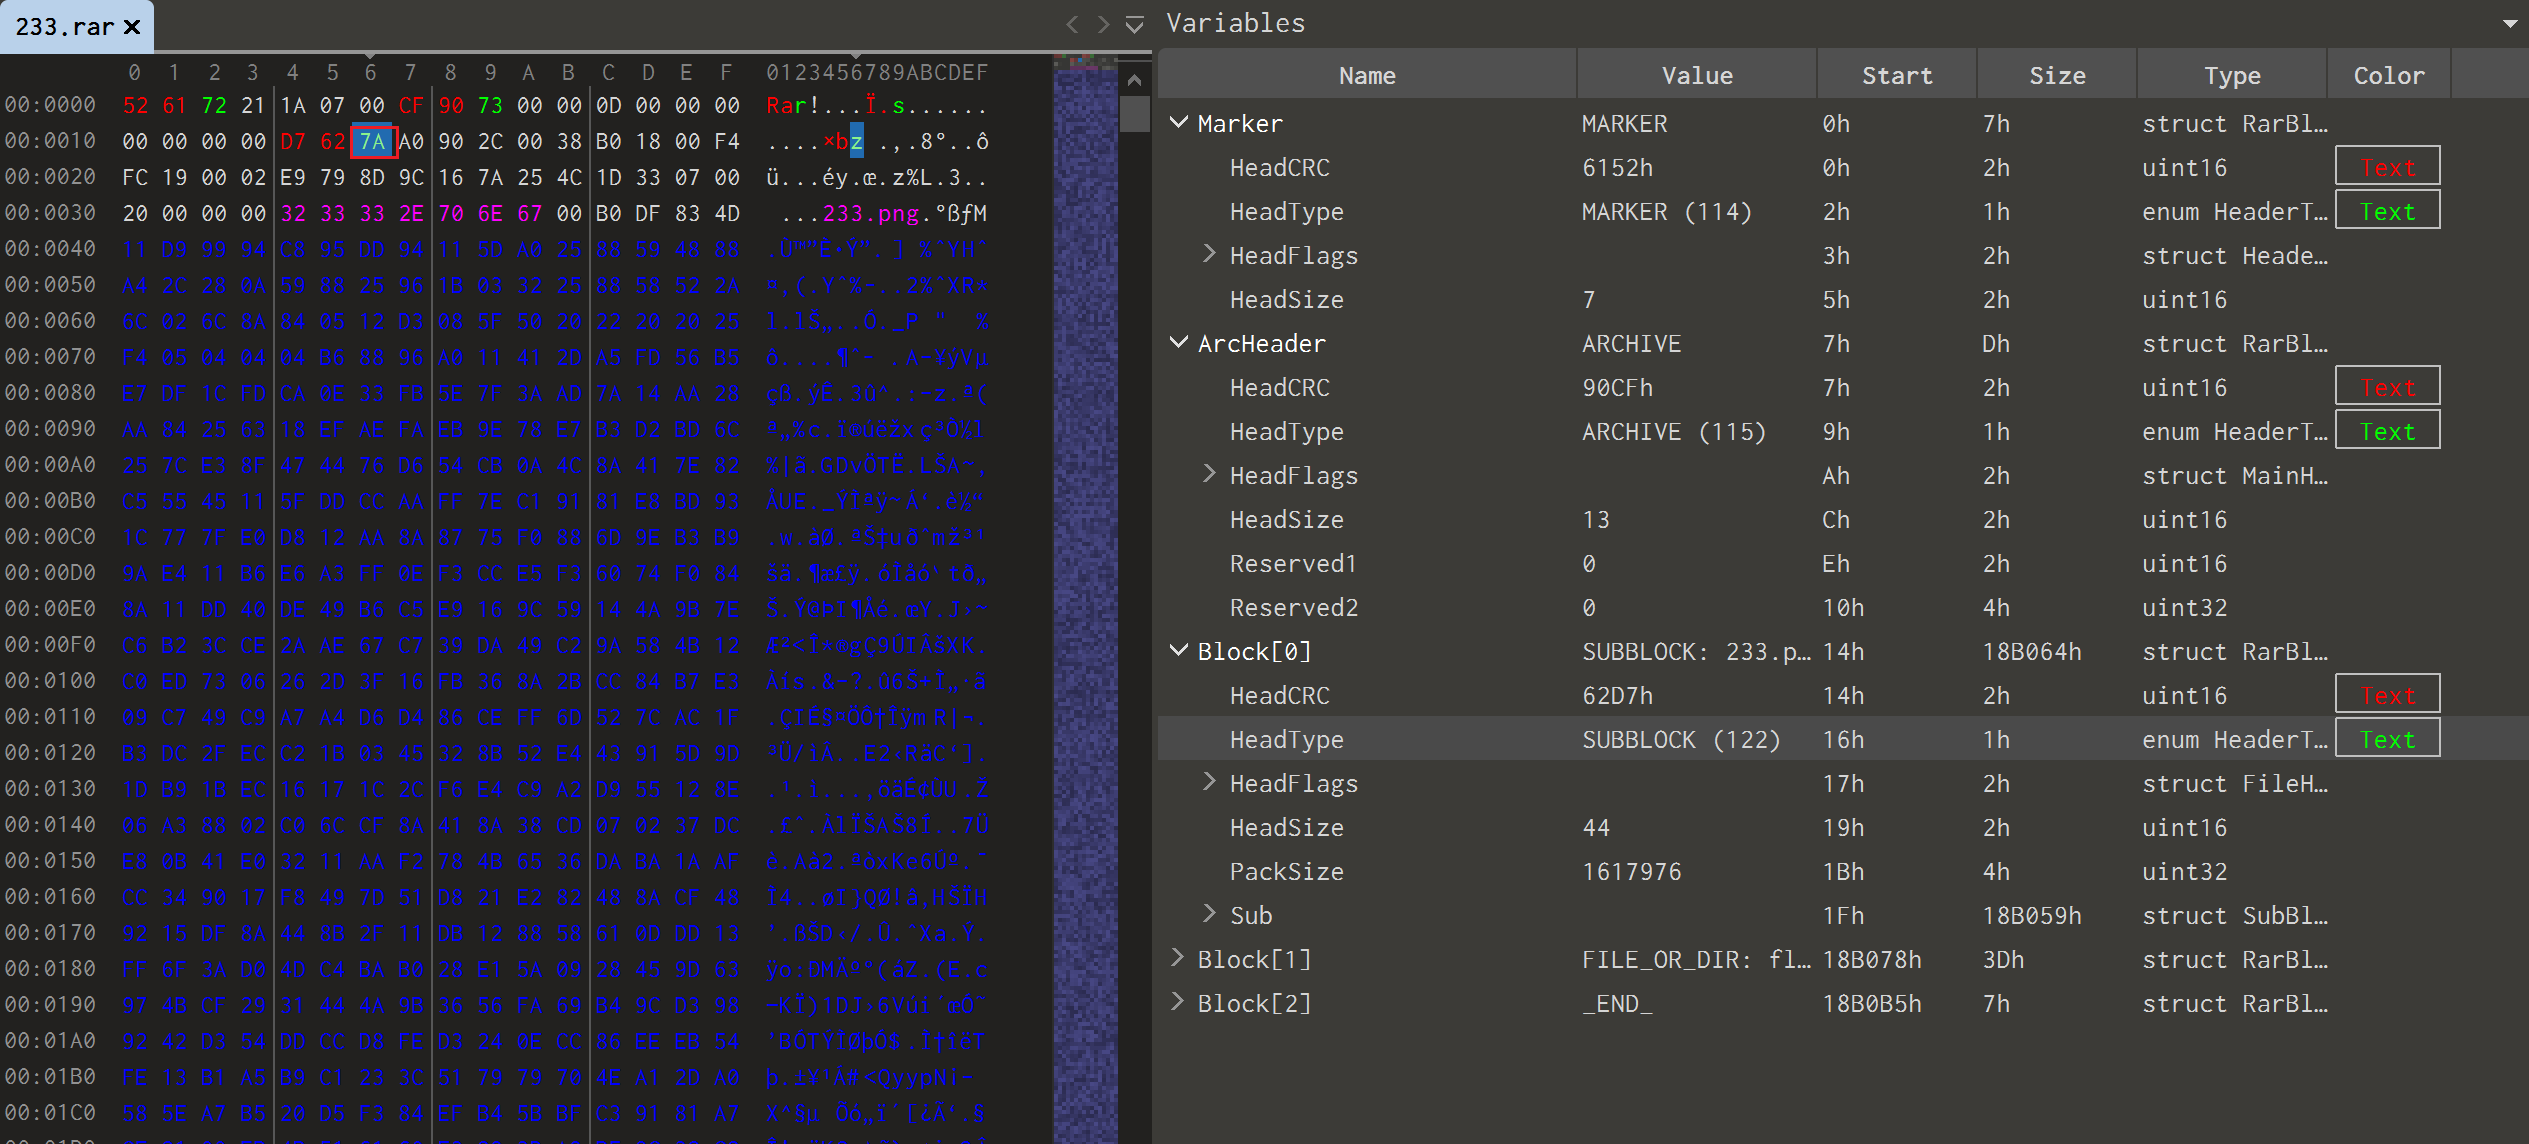 233.rar
0 1 2 3 4 5 6 7 8 9 A B C D E F 0123456789ABCDEF
00:0000 52 61 72 21 1A 07 00 CF 90 73 00 00 0D 00 00 00 Rar!...Ï.s......
00:0010 00 00 00 00 D7 62 7A A0 90 2C 00 38 B0 18 00 F4 ....×bz .,.8°..ô
00:0020 FC 19 00 02 E9 79 8D 9C 16 7A 25 4C 1D 33 07 00 ü...éy.œ.z%L.3..
00:0030 20 00 00 00 32 33 33 2E 70 6E 67 00 B0 DF 83 4D ...233.png.°ßƒM
00:0040 11 D9 99 94 C8 95 DD 94 11 5D A0 25 88 59 48 88
00:0050 A4 2C 28 0A 59 88 25 96 1B 03 32 25 88 58 52 2A
00:0060 6C 02 6C 8A 84 05 12 D3 08 5F 50 20 22 20 20 25
00:0070 F4 05 04 04 04 B6 88 96 A0 11 41 2D A5 FD 56 B5
00:0080 E7 DF 1C FD CA 0E 33 FB 5E 7F 3A AD 7A 14 AA 28
00:0090 AA 84 25 63 18 EF AE FA EB 9E 78 E7 B3 D2 BD 6C
00:00A0 25 7C E3 8F 47 44 76 D6 54 CB 0A 4C 8A 41 7E 82
00:00B0 C5 55 45 11 5F DD CC AA FF 7E C1 91 81 E8 BD 93
00:00C0 1C 77 7F E0 D8 12 AA 8A 87 75 F0 88 6D 9E B3 B9
00:00D0 9A E4 11 B6 E6 A3 FF 0E F3 CC E5 F3 60 74 F0 84
00:00E0 8A 11 DD 40 DE 49 B6 C5 E9 16 9C 59 14 4A 9B 7E
00:00F0 C6 B2 3C CE 2A AE 67 C7 39 DA 49 C2 9A 58 4B 12
00:0100 C0 ED 73 06 26 2D 3F 16 FB 36 8A 2B CC 84 B7 E3
00:0110 09 C7 49 C9 A7 A4 D6 D4 86 CE FF 6D 52 7C AC 1F
00:0120 B3 DC 2F EC C2 1B 03 45 32 8B 52 E4 43 91 5D 9D
00:0130 1D B9 1B EC 16 17 1C 2C F6 E4 C9 A2 D9 55 12 8E
00:0140 06 A3 88 02 C0 6C CF 8A 41 8A 38 CD 07 02 37 DC
00:0150 E8 0B 41 E0 32 11 AA F2 78 4B 65 36 DA BA 1A AF
00:0160 CC 34 90 17 F8 49 7D 51 D8 21 E2 82 48 8A CF 48
00:0170 92 15 DF 8A 44 8B 2F 11 DB 12 88 58 61 0D DD 13
00:0180 FF 6F 3A D0 4D C4 BA B0 28 E1 5A 09 28 45 9D 63
00:0190 97 4B CF 29 31 44 4A 9B 36 56 FA 69 B4 9C D3 98
00:01A0 92 42 D3 54 DD CC D8 FE D3 24 0E CC 86 EE EB 54
00:01B0 FE 13 B1 A5 B9 C1 23 3C 51 79 79 70 4E A1 2D A0
00:01C0 58 5E A7 B5 20 D5 F3 84 EF B4 5B BF C3 91 81 A7
Variables
Name Value Start Size Type Color
Marker MARKER 0h 7h struct RarBl…
HeadCRC 6152h 0h 2h uint16 Text
HeadType MARKER (114) 2h 1h enum HeaderT… Text
HeadFlags 3h 2h struct Heade…
HeadSize 7 5h 2h uint16
ArcHeader ARCHIVE 7h Dh struct RarBl…
HeadCRC 90CFh 7h 2h uint16 Text
HeadType ARCHIVE (115) 9h 1h enum HeaderT… Text
HeadFlags Ah 2h struct MainH…
HeadSize 13 Ch 2h uint16
Reserved1 0 Eh 2h uint16
Reserved2 0 10h 4h uint32
Block[0] SUBBLOCK: 233.p… 14h 18B064h struct RarBl…
HeadCRC 62D7h 14h 2h uint16 Text
HeadType SUBBLOCK (122) 16h 1h enum HeaderT… Text
HeadFlags 17h 2h struct FileH…
HeadSize 44 19h 2h uint16
PackSize 1617976 1Bh 4h uint32
Sub 1Fh 18B059h struct SubBl…
Block[1] FILE_OR_DIR: fl… 18B078h 3Dh struct RarBl…
Block[2] _END_ 18B0B5h 7h struct RarBl…